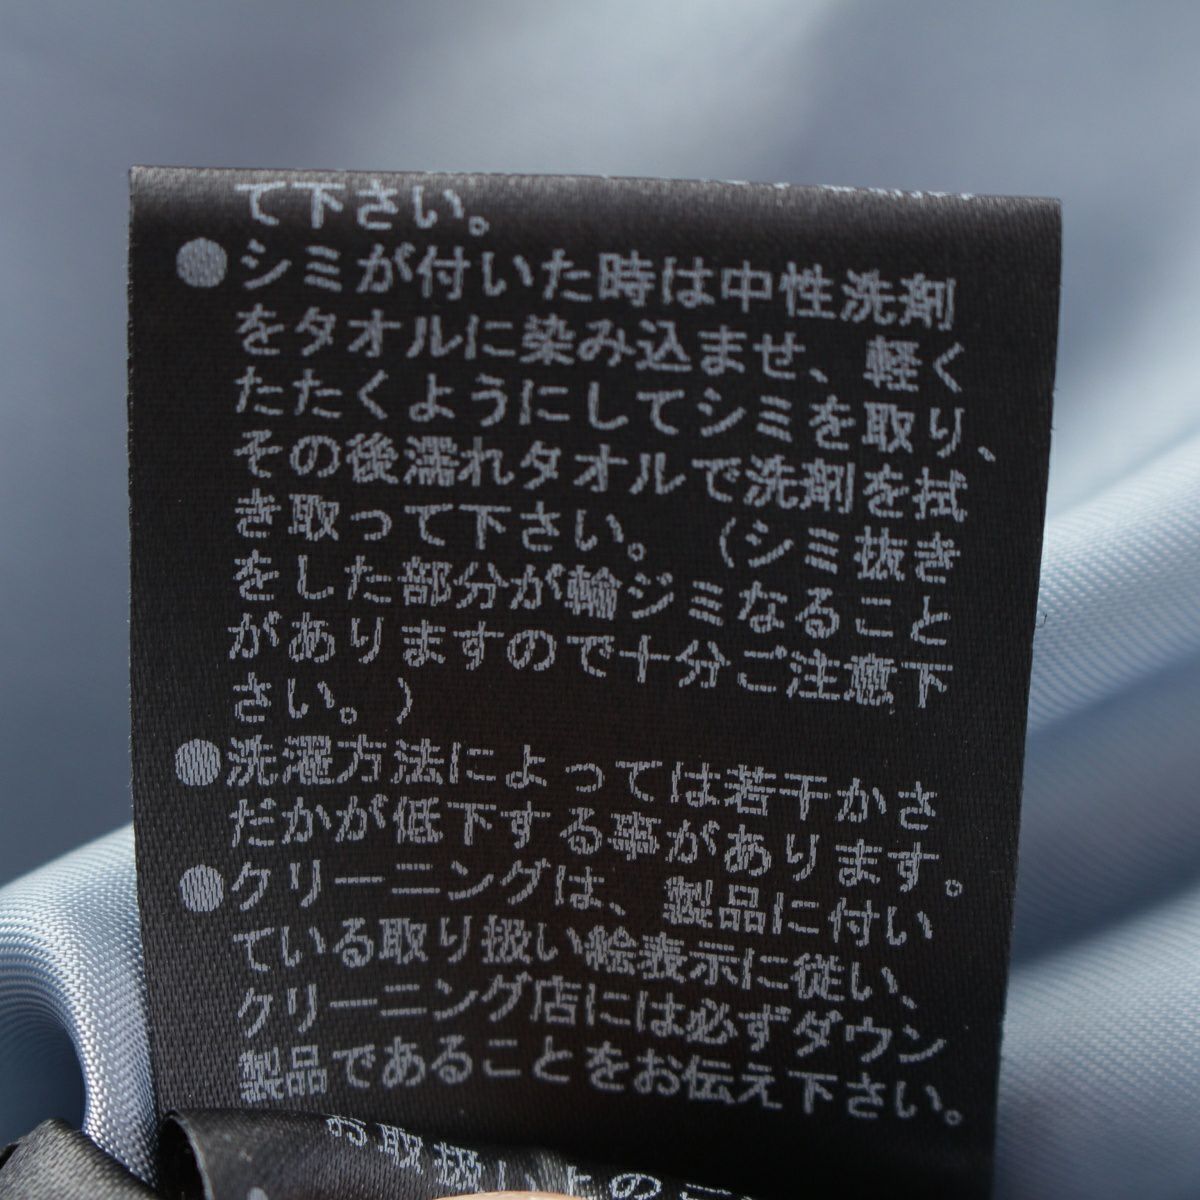 て下さい。
●シミが付いた時は中性洗剤
をタオルに染み込ませ、軽く
たたくようにしてシミを取り、
その後濡れタオルで洗剤を拭
き取って下さい。(シミ抜き
をした部分が輪ジミなること
がありますので十分ご注意下
さい。)
●洗濯方法によっては若干かさ
だかが低下する事があります。
●クリーニングは、製品に付い
ている取り扱い絵表示に従い、
クリーニング店には必ずダウン
製品であることをお伝え下さい。
お取扱い上のご